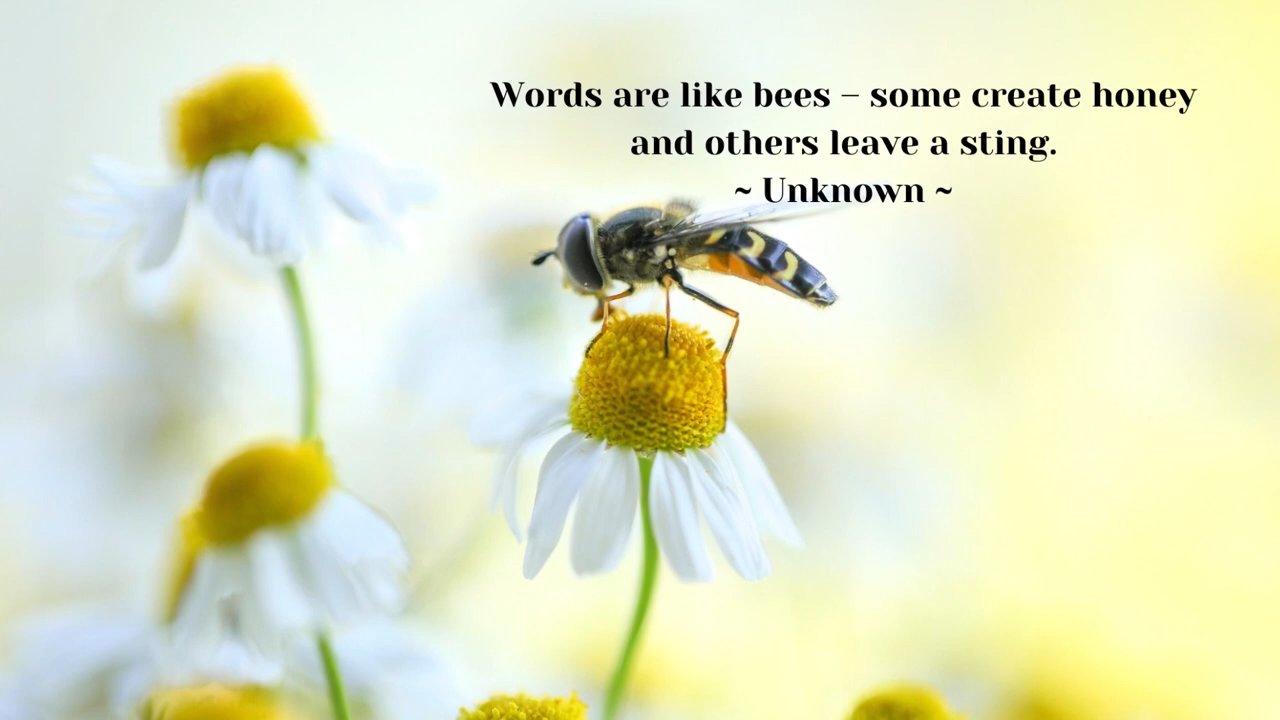 Words are like bees – some create honey
and others leave a sting.
~ Unknown ~